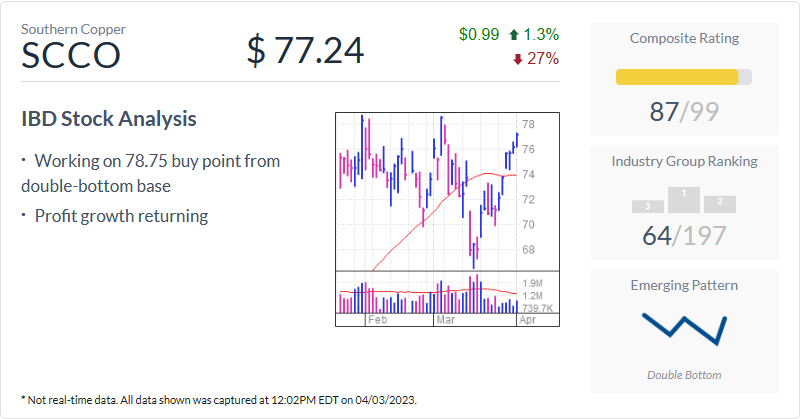 Southern Copper
SCCO
$ 77.24
$0.99 1.3%
27%
IBD Stock Analysis
· Working on 78.75 buy point from
double-bottom base
· Profit growth returning
78
76
74
72
70
68
1.9M
1.2M
739.7K
Feb Mar Apr
* Not real-time data. All data shown was captured at 12:02PM EDT on 04/03/2023.
Composite Rating
87/99
Industry Group Ranking
3 1 2
64/197
Emerging Pattern
Double Bottom